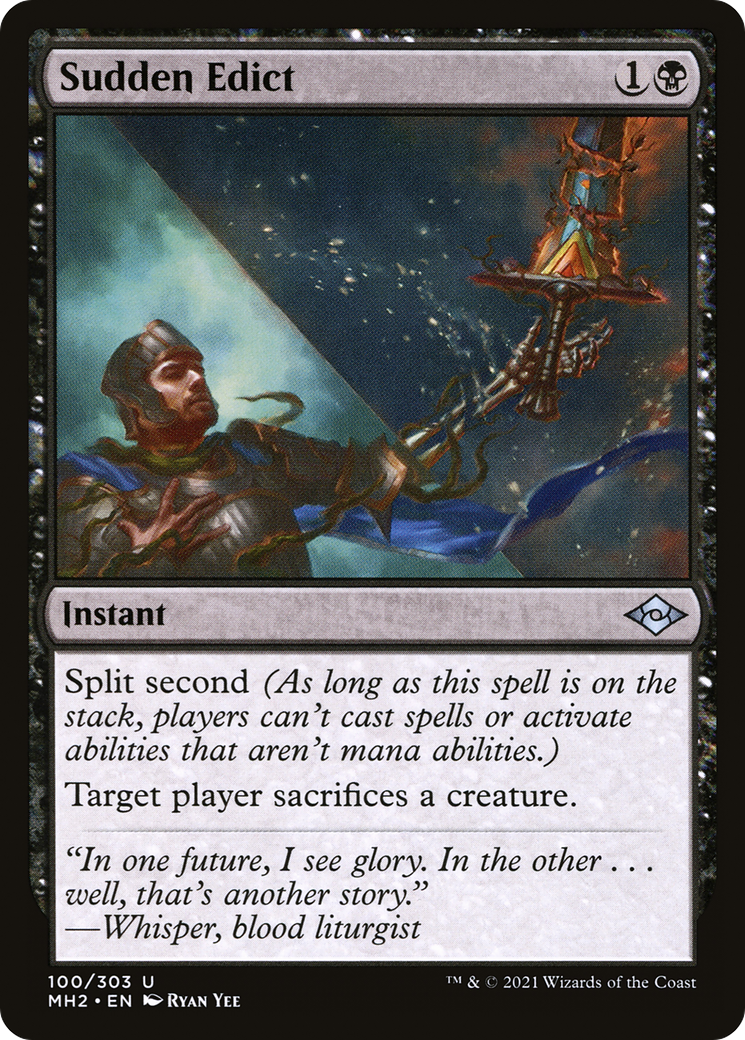 Sudden Edict 1
Instant
Split second (As long as this spell is on the
stack, players can't cast spells or activate
abilities that aren't mana abilities.)
Target player sacrifices a creature.
“In one future, I see glory. In the other . . .
well, that's another story.”
—Whisper, blood liturgist
100/303 U
MH2 • EN Ryan Yee
™ & © 2021 Wizards of the Coast